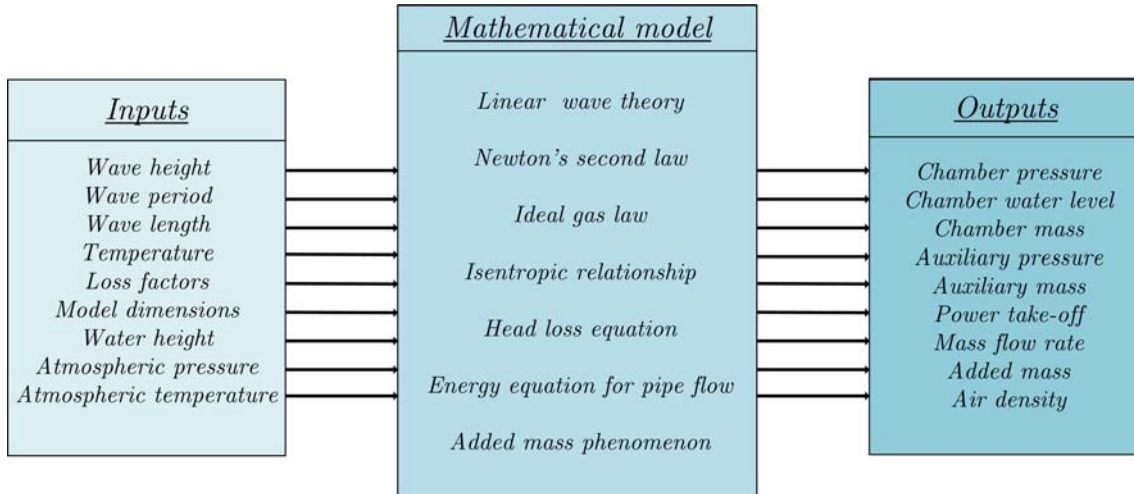 Inputs
Wave height
Wave period
Wave length
Temperature
Loss factors
Model dimensions
Water height
Atmospheric pressure
Atmospheric temperature
Mathematical model
Linear wave theory
Newton's second law
Ideal gas law
Isentropic relationship
Head loss equation
Energy equation for pipe flow
Added mass phenomenon
Outputs
Chamber pressure
Chamber water level
Chamber mass
Auxiliary pressure
Auxiliary mass
Power take-off
Mass flow rate
Added mass
Air density